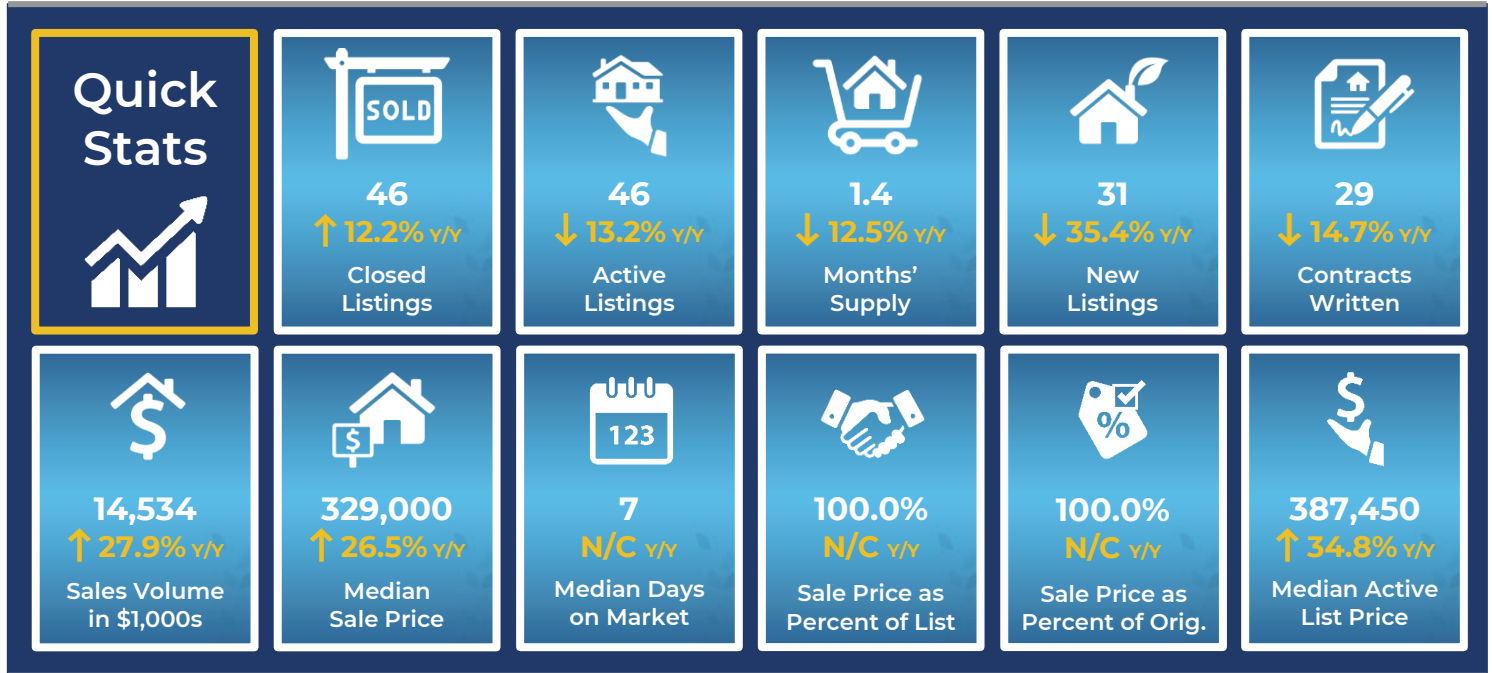 Quick
Stats
SOLD
46
↑ 12.2% Y/Y
Closed
Listings
46
↓ 13.2% Y/Y
Active
Listings
1.4
↓ 12.5% Y/Y
Months’
Supply
31
↓ 35.4% Y/Y
New
Listings
29
↓ 14.7% Y/Y
Contracts
Written
$
14,534
↑ 27.9% Y/Y
Sales Volume
in $1,000s
$
329,000
↑ 26.5% Y/Y
Median
Sale Price
123
7
N/C Y/Y
Median Days
on Market
100.0%
N/C Y/Y
Sale Price as
Percent of List
%
100.0%
N/C Y/Y
Sale Price as
Percent of Orig.
$
387,450
↑ 34.8% Y/Y
Median Active
List Price